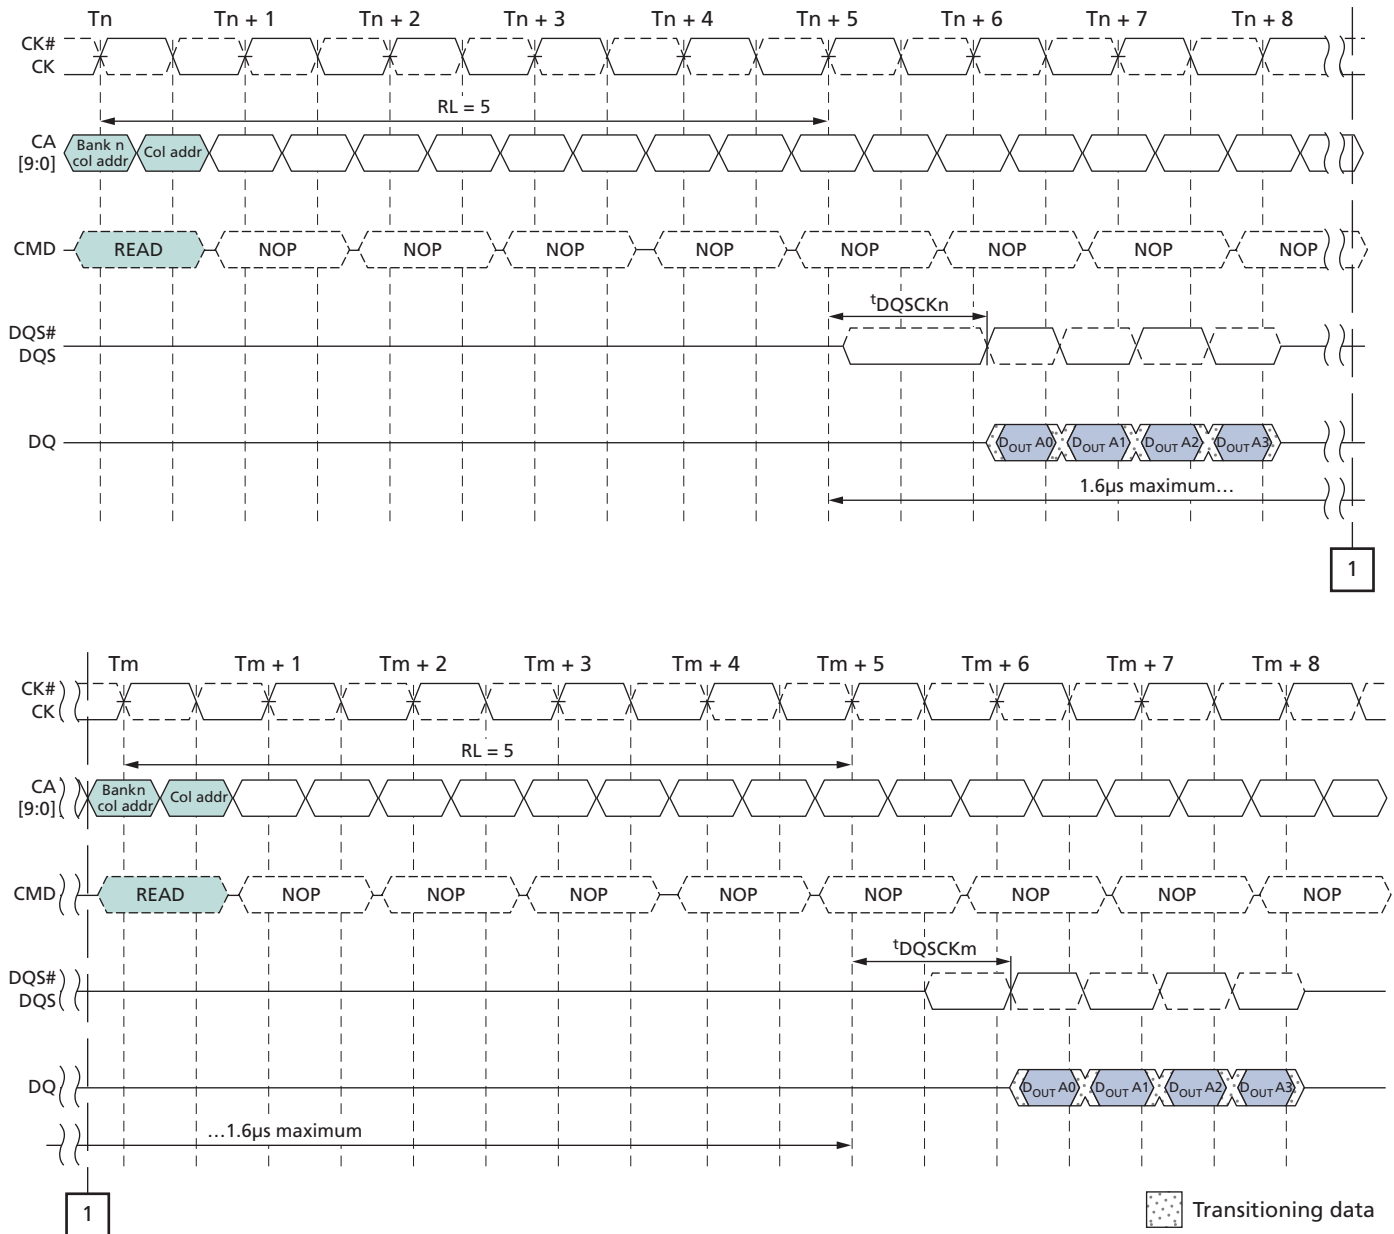 Tn Tn + 1 Tn + 2 Tn + 3 Tn + 4 Tn + 5 Tn + 6 Tn + 7 Tn + 8
CK#
CK
RL = 5
CA
[9:0]
Bank n
col addr
Col addr
CMD READ NOP NOP NOP NOP NOP NOP NOP NOP
tDQSCKn
DQS#
DQS
DQ DOUT A0 DOUT A1 DOUT A2 DOUT A3
1.6µs maximum…
1
Tm Tm + 1 Tm + 2 Tm + 3 Tm + 4 Tm + 5 Tm + 6 Tm + 7 Tm + 8
CK#
CK
RL = 5
CA
[9:0]
Bankn
col addr
Col addr
CMD READ NOP NOP NOP NOP NOP NOP NOP NOP
tDQSCKm
DQS#
DQS
DQ DOUT A0 DOUT A1 DOUT A2 DOUT A3
…1.6µs maximum
1
Transitioning data